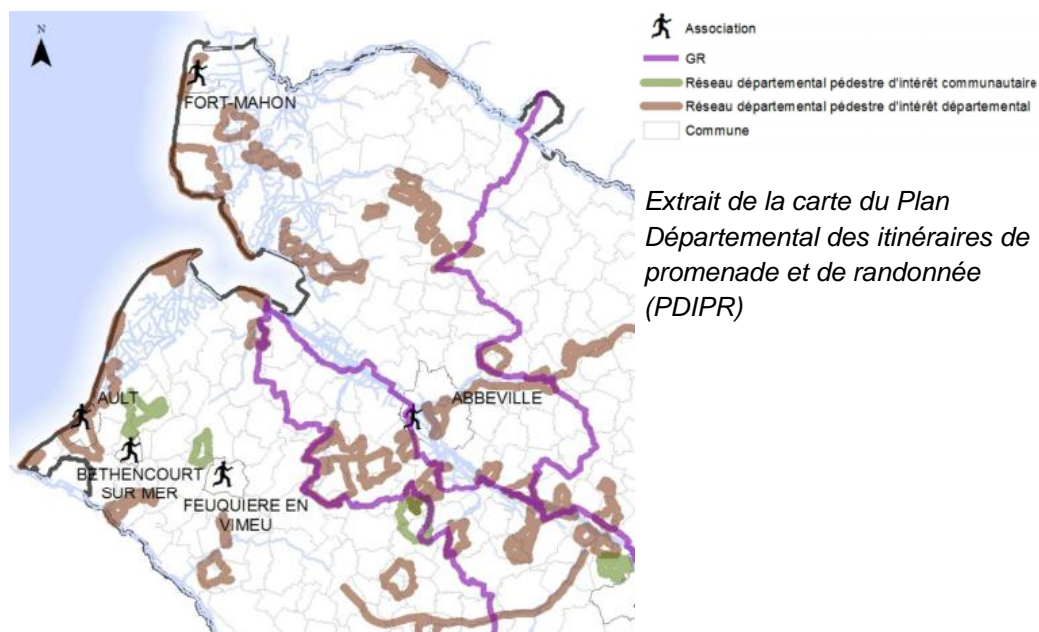 N
FORT-MAHON
AULT
ABBEVILLE
BETHENCOURT
SUR MER
FEUQUIERE EN
VIMEU
Association
GR
Réseau départemental pédestre d'intérêt communautaire
Réseau départemental pédestre d'intérêt départemental
Commune
Extrait de la carte du Plan
Départemental des itinéraires de
promenade et de randonnée
(PDIPR)